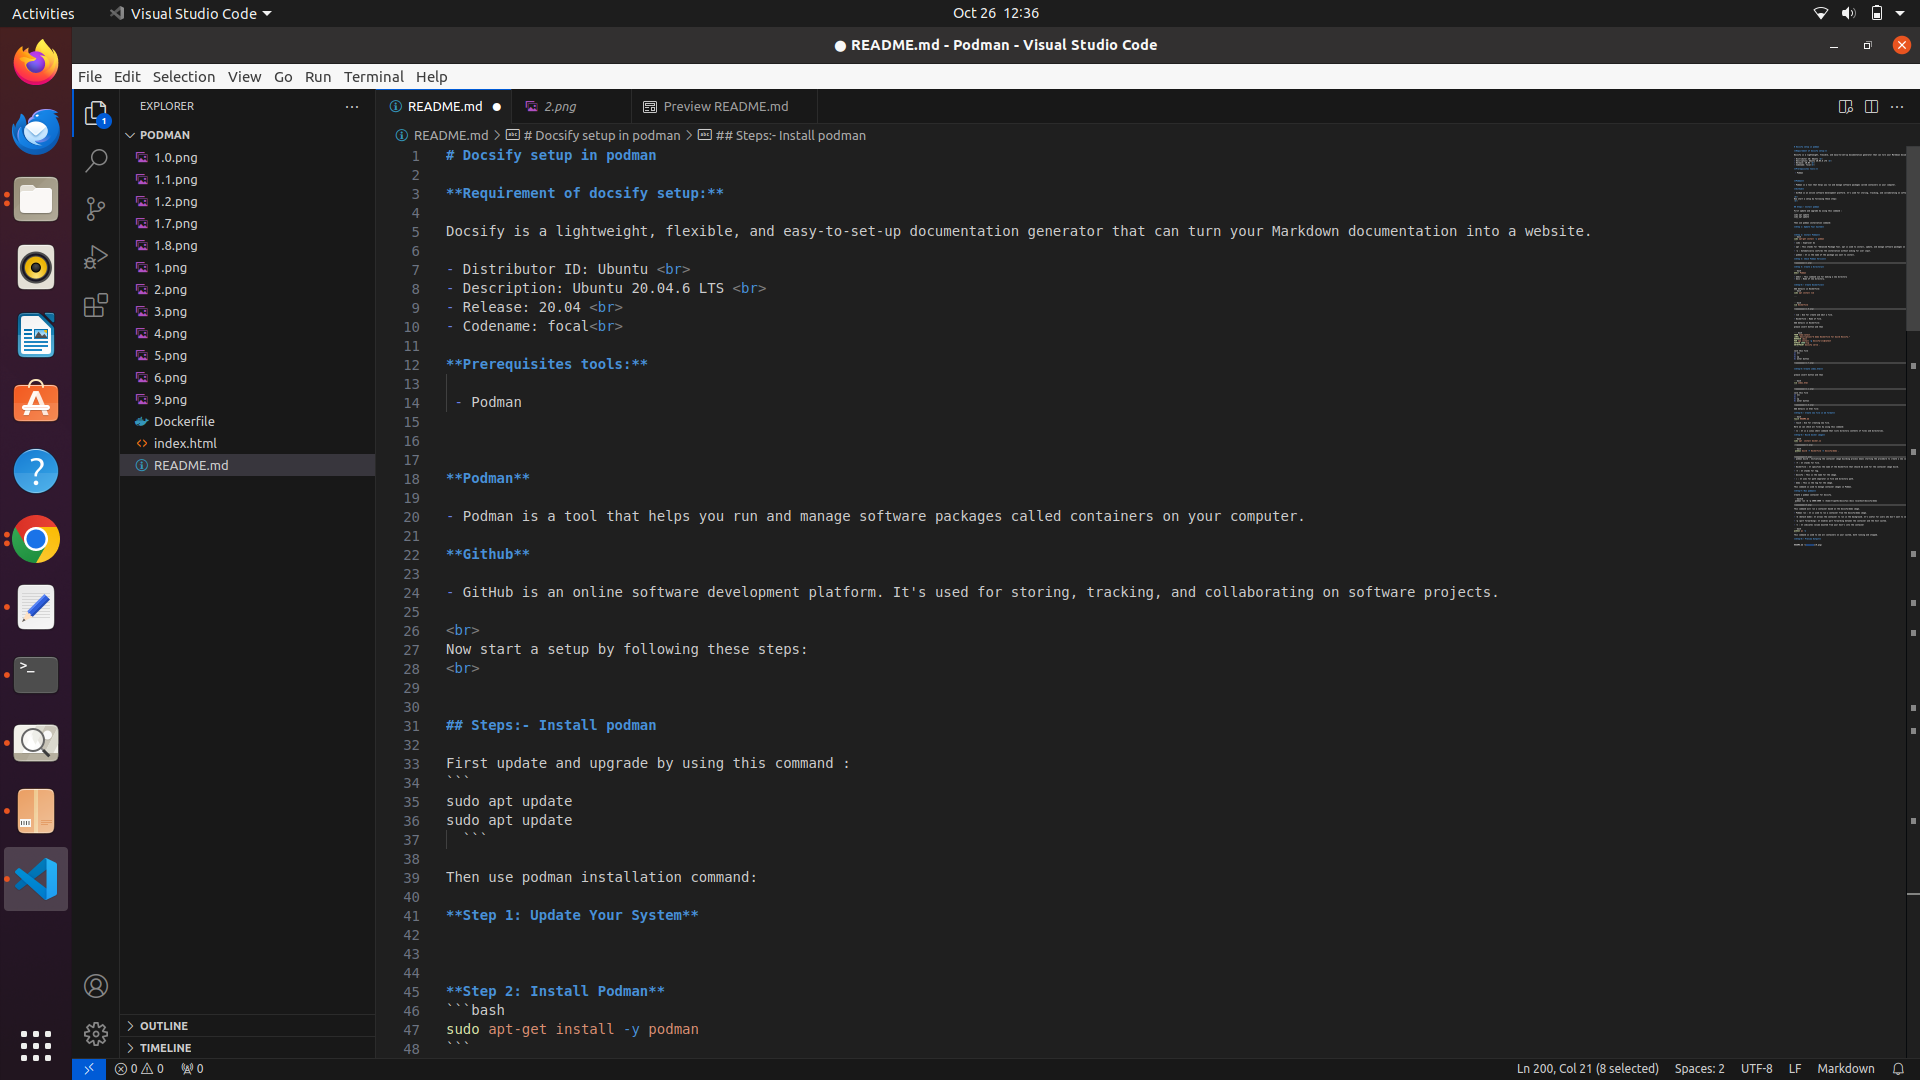 Activities
Visual Studio Code
Oct 26 12:36
● README.md - Podman - Visual Studio Code
File Edit Selection View Go Run Terminal Help
EXPLORER
PODMAN
1.0.png
1.1.png
1.2.png
1.7.png
1.8.png
1.png
2.png
3.png
4.png
5.png
6.png
9.png
Dockerfile
index.html
README.md
OUTLINE
TIMELINE
README.md
2.png
Preview README.md
README.md > # Docsify setup in podman > ## Steps:- Install podman
1 # Docsify setup in podman
2
3 **Requirement of docsify setup:**
4
5 Docsify is a lightweight, flexible, and easy-to-set-up documentation generator that can turn your Markdown documentation into a website.
6
7 - Distributor ID: Ubuntu <br>
8 - Description: Ubuntu 20.04.6 LTS <br>
9 - Release: 20.04 <br>
10 - Codename: focal<br>
11
12 **Prerequisites tools:**
13
14 - Podman
15
16
17
18 **Podman**
19
20 - Podman is a tool that helps you run and manage software packages called containers on your computer.
21
22 **Github**
23
24 - GitHub is an online software development platform. It's used for storing, tracking, and collaborating on software projects.
25
26 <br>
27 Now start a setup by following these steps:
28 <br>
29
30
31 ## Steps:- Install podman
32
33 First update and upgrade by using this command :
34 ```
35 sudo apt update
36 sudo apt update
37 ```
38
39 Then use podman installation command:
40
41 **Step 1: Update Your System**
42
43
44
45 **Step 2: Install Podman**
46 ```bash
47 sudo apt-get install -y podman
48 ```
0 0 0
Ln 200, Col 21 (8 selected) Spaces: 2 UTF-8 LF Markdown